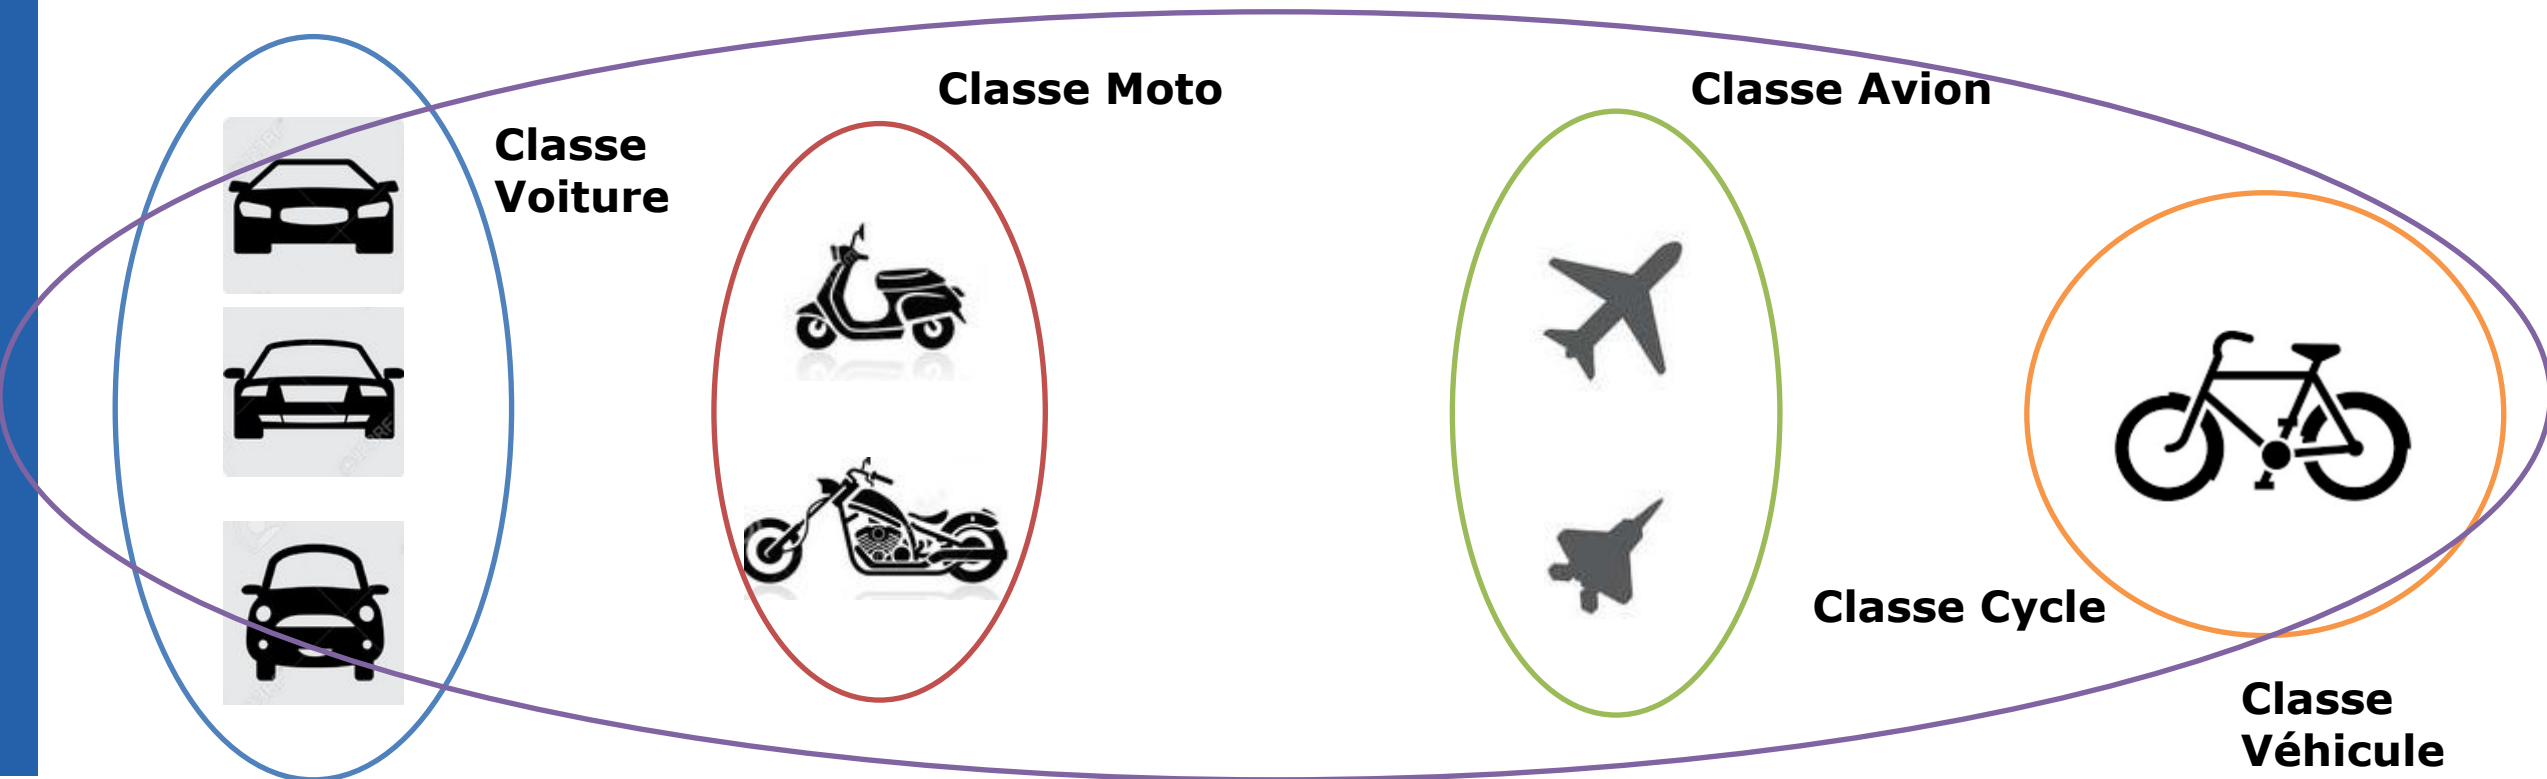 Classe Moto
Classe Avion
Classe
Voiture
Classe Cycle
Classe
Véhicule